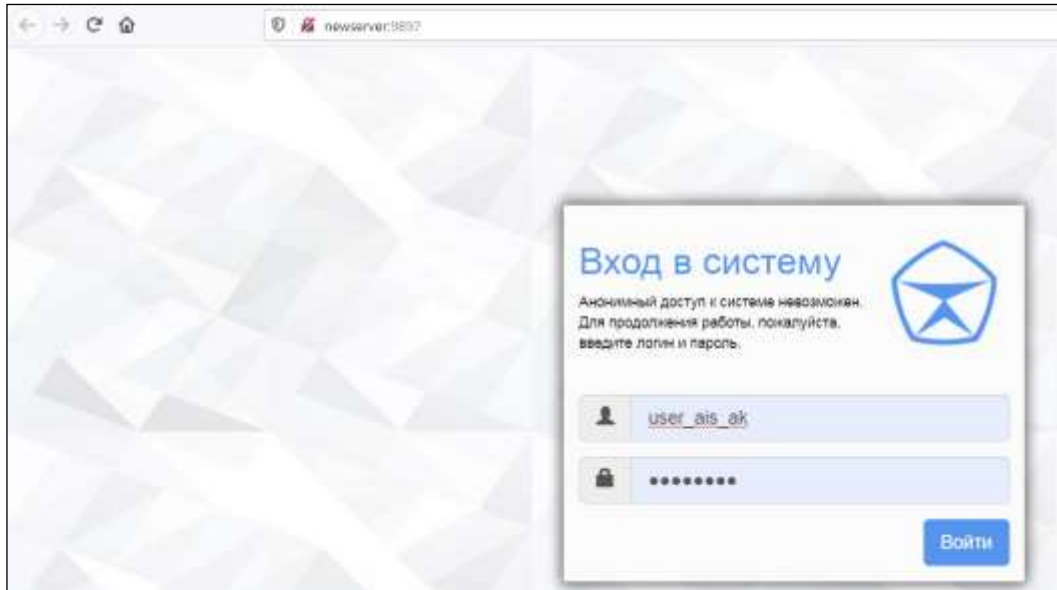 newserver:9897
Вход в систему
Анонимный доступ к системе невозможен.
Для продолжения работы, пожалуйста,
введите логин и пароль.
user_ais_ak
Войти